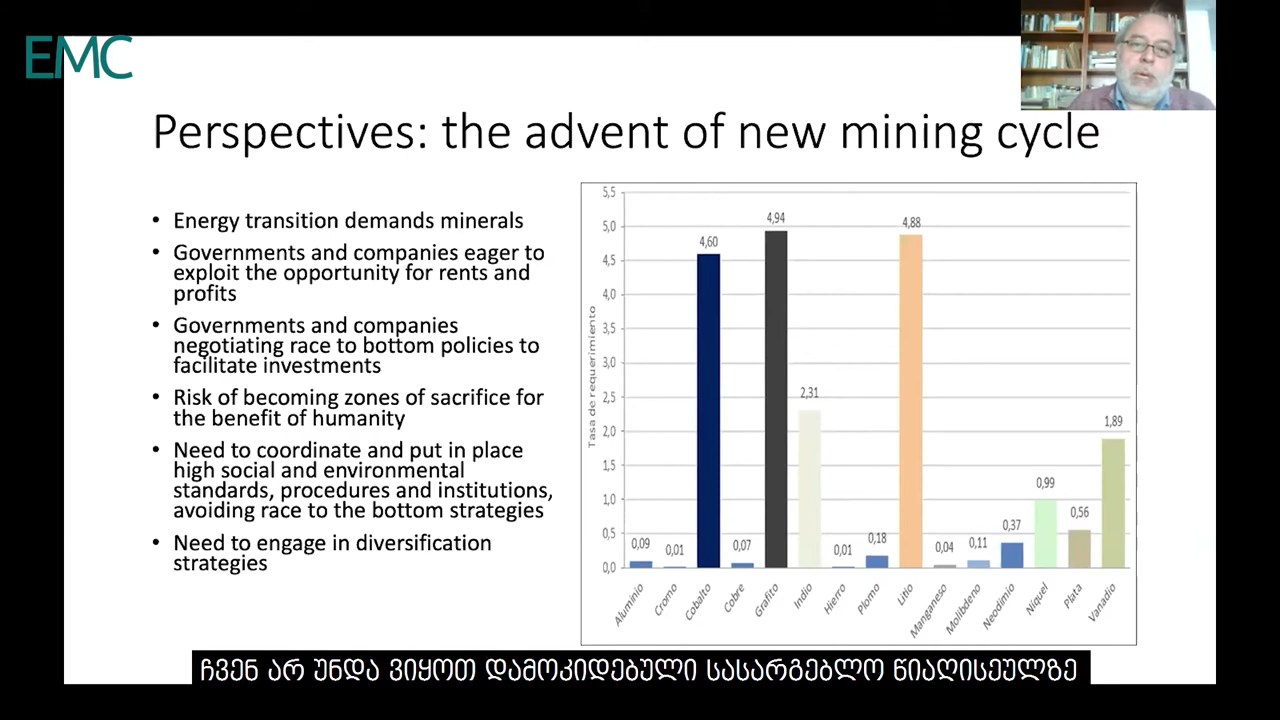 EMC
Perspectives: the advent of new mining cycle
• Energy transition demands minerals
• Governments and companies eager to
exploit the opportunity for rents and
profits
• Governments and companies
negotiating race to bottom policies to
facilitate investments
• Risk of becoming zones of sacrifice for
the benefit of humanity
• Need to coordinate and put in place
high social and environmental
standards, procedures and institutions,
avoiding race to the bottom strategies
• Need to engage in diversification
strategies
Tasa de requerimiento
5,5
5,0
4,5
4,0
3,5
3,0
2,5
2,0
1,5
1,0
0,5
0,0
0,09
0,01
4,60
0,07
4,94
2,31
0,01
0,18
4,88
0,04
0,11
0,37
0,99
0,56
1,89
Aluminio
Cromo
Cobalto
Cobre
Grafito
Indio
Hierro
Plomo
Litio
Manganeso
Molibdeno
Neodimio
Níquel
Plata
Vanadio
ჩვენ არ უნდა ვიყოთ დამოკიდებული სასარგებლო წიაღისეულზე